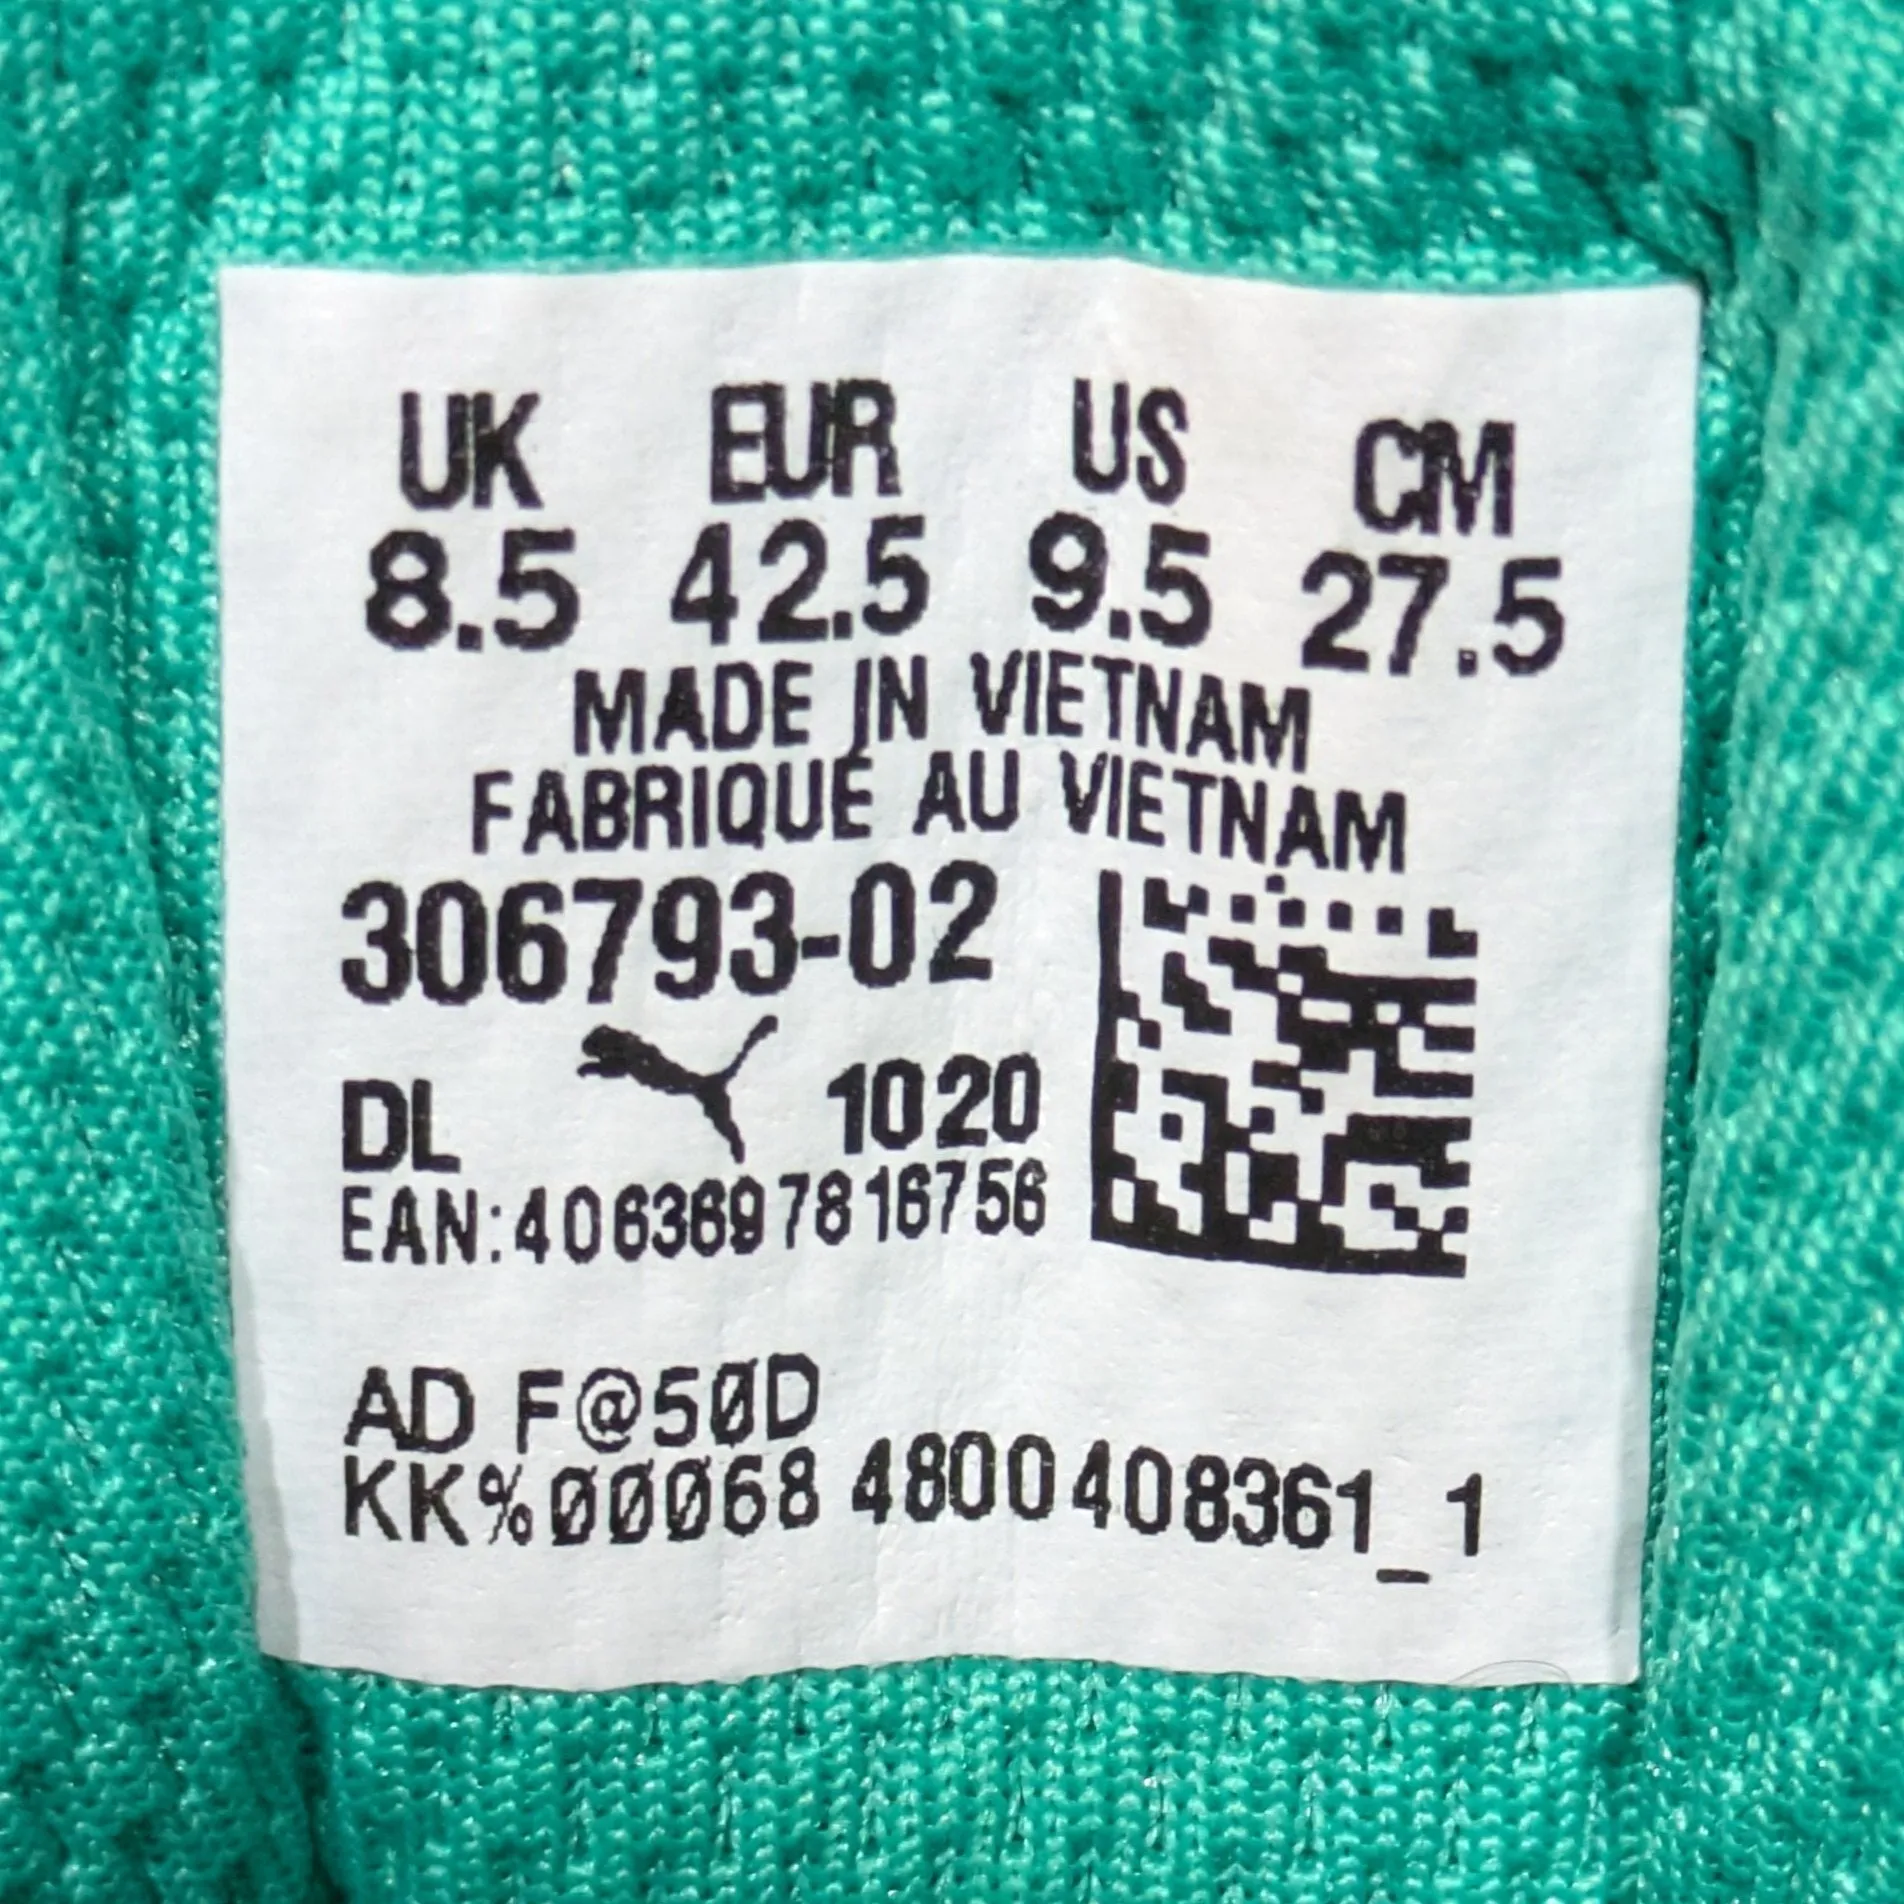 UK EUR US CM
8.5 42.5 9.5 27.5
MADE IN VIETNAM
FABRIQUÉ AU VIETNAM
306793-02
DL 1020
EAN:4063697816756
AD F@50D
KK%00068 4800408361_1